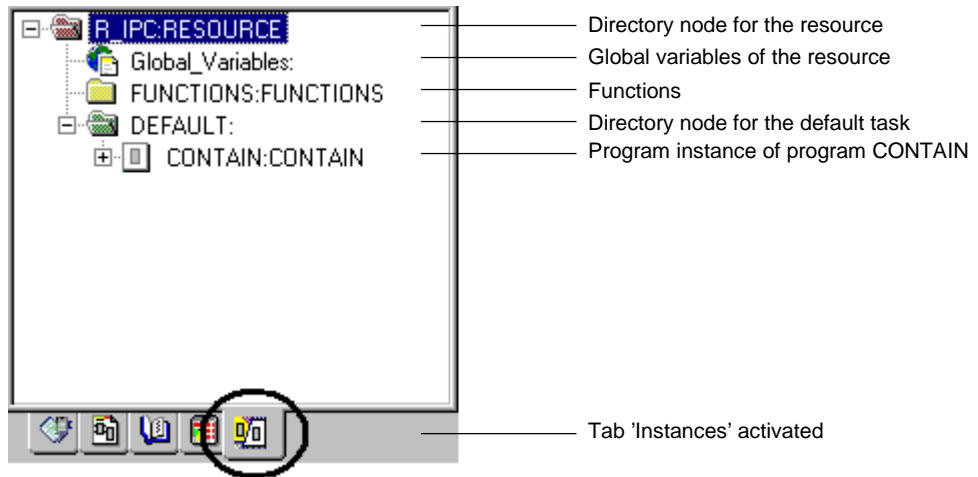 R_IPC:RESOURCE
Directory node for the resource
Global_Variables:
Global variables of the resource
FUNCTIONS:FUNCTIONS
Functions
DEFAULT:
Directory node for the default task
CONTAIN:CONTAIN
Program instance of program CONTAIN
Tab ’Instances’ activated